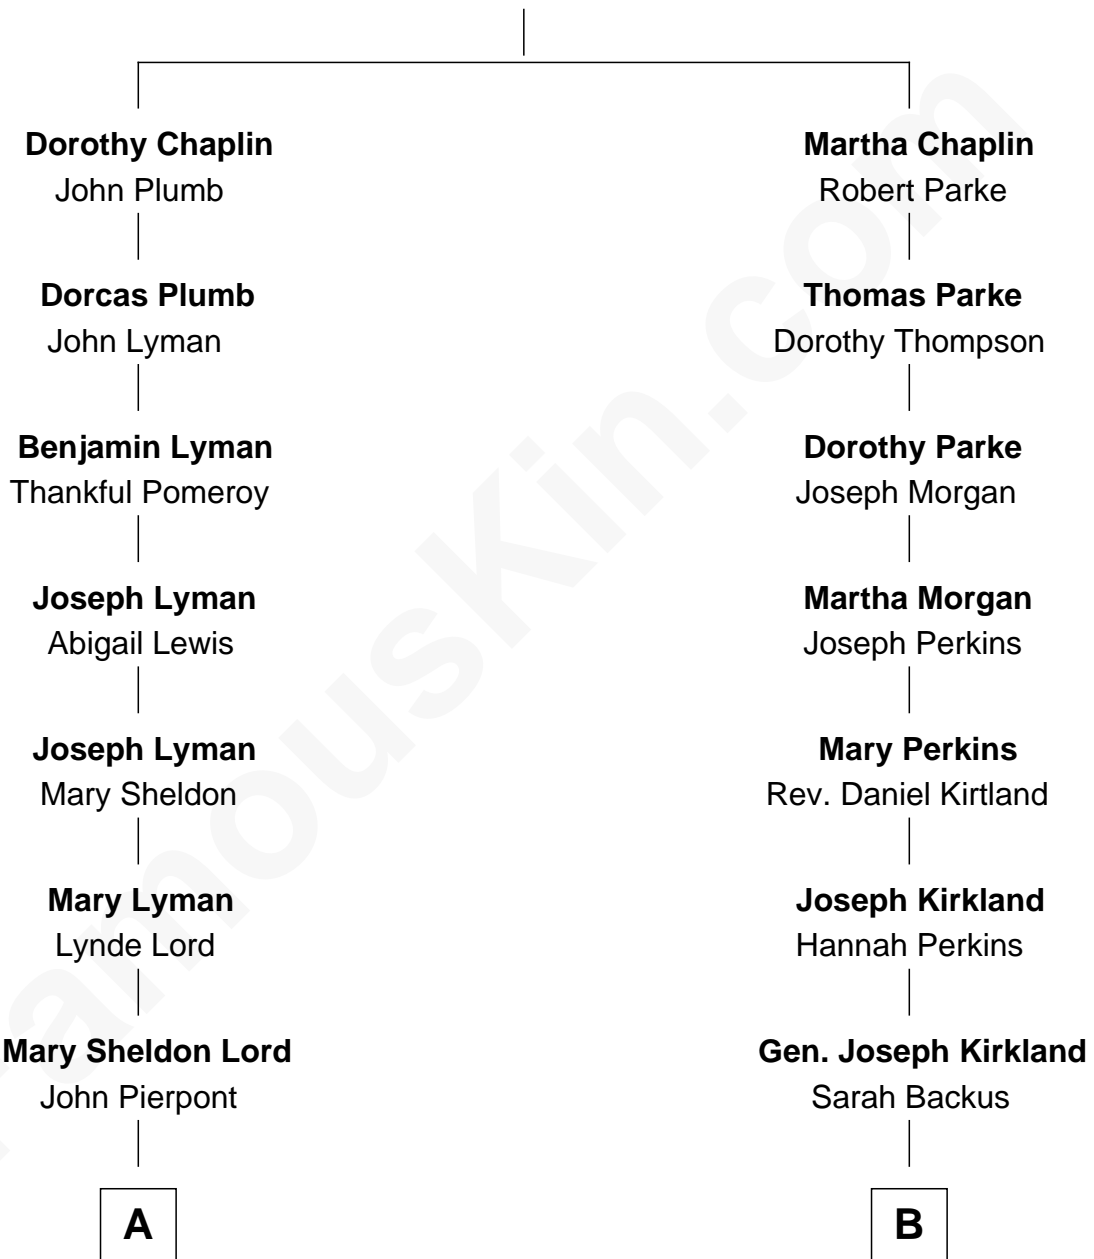 Dorothy Chaplin
John Plumb
Dorcas Plumb
John Lyman
Benjamin Lyman
Thankful Pomeroy
Joseph Lyman
Abigail Lewis
Joseph Lyman
Mary Sheldon
Mary Lyman
Lynde Lord
Mary Sheldon Lord
John Pierpont
A
Martha Chaplin
Robert Parke
Thomas Parke
Dorothy Thompson
Dorothy Parke
Joseph Morgan
Martha Morgan
Joseph Perkins
Mary Perkins
Rev. Daniel Kirtland
Joseph Kirkland
Hannah Perkins
Gen. Joseph Kirkland
Sarah Backus
B
FamousKin.com